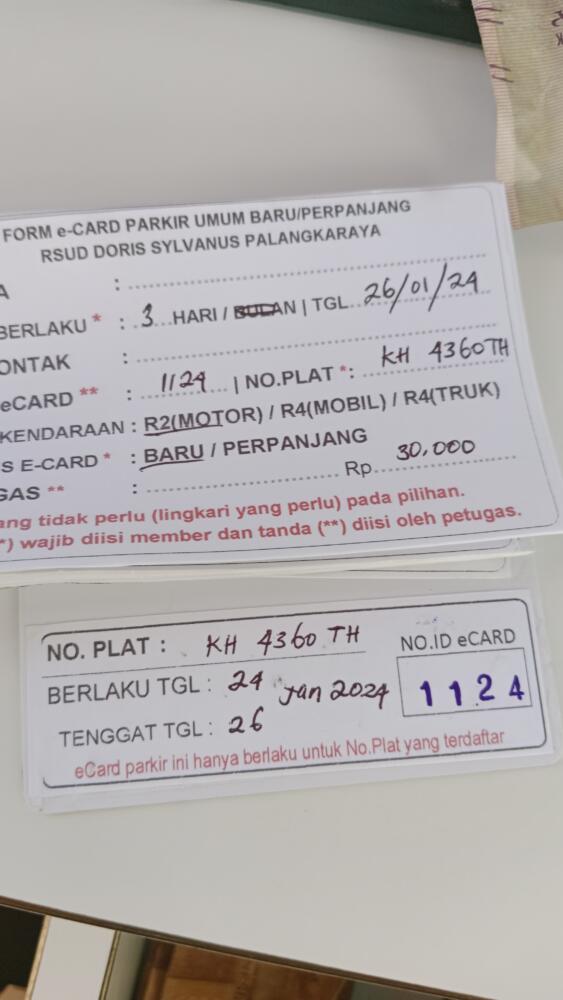 FORM e-CARD PARKIR UMUM BARU/PERPANJANG
RSUD DORIS SYLVANUS PALANGKARAYA
A :
BERLAKU * : 3 HARI / BULAN | TGL 26/01/24
ONTAK :
eCARD ** : 1124 | NO.PLAT *: KH 4360 TH
KENDARAAN : R2(MOTOR) / R4(MOBIL) / R4(TRUK)
S E-CARD * : BARU / PERPANJANG
GAS ** : Rp. 30.000
ang tidak perlu (lingkari yang perlu) pada pilihan.
*) wajib diisi member dan tanda (**) diisi oleh petugas.
NO. PLAT : KH 4360 TH
NO.ID eCARD
BERLAKU TGL : 24 Jan 2024
1124
TENGGAT TGL : 26
eCard parkir ini hanya berlaku untuk No.Plat yang terdaftar